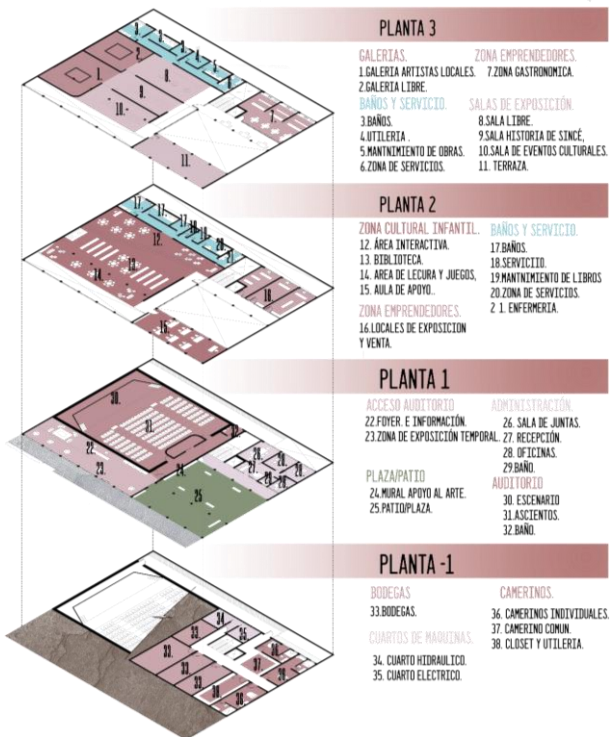 PLANTA 3
GALERIAS.
1.GALERIA ARTISTAS LOCALES.
2.GALERIA LIBRE.
ZONA EMPRENDEDORES.
7.ZONA GASTRONOMICA.
BAÑOS Y SERVICIO.
3.BAÑOS.
4.UTILERIA .
5.MANTNIMIENTO DE OBRAS.
6.ZONA DE SERVICIOS.
SALAS DE EXPOSICIÓN.
8.SALA LIBRE.
9.SALA HISTORIA DE SINCÉ,
10.SALA DE EVENTOS CULTURALES.
11. TERRAZA.
PLANTA 2
ZONA CULTURAL INFANTIL.
12. ÁREA INTERACTIVA.
13. BIBLIOTECA.
14. AREA DE LECURA Y JUEGOS,
15. AULA DE APOYO..
ZONA EMPRENDEDORES.
16.LOCALES DE EXPOSICION
Y VENTA.
BAÑOS Y SERVICIO.
17.BAÑOS.
18.SERVICIIO.
19.MANTNIMIENTO DE LIBROS
20.ZONA DE SERVICIOS.
2 1. ENFERMERIA.
PLANTA 1
ACCESO AUDITORIO
22.FOYER. E INFORMACIÓN.
23.ZONA DE EXPOSICIÓN TEMPORAL.
ADMINISTRACIÓN.
26. SALA DE JUNTAS.
27. RECEPCIÓN.
28. OFICINAS.
29.BAÑO.
PLAZA/PATIO
24.MURAL APOYO AL ARTE.
25.PATIO/PLAZA.
AUDITORIO
30. ESCENARIO
31.ASCIENTOS.
32.BAÑO.
PLANTA -1
BODEGAS
33.BODEGAS.
CUARTOS DE MAQUINAS.
34. CUARTO HIDRAULICO.
35. CUARTO ELECTRICO.
CAMERINOS.
36. CAMERINOS INDIVIDUALES.
37. CAMERINO COMUN.
38. CLOSET Y UTILERIA.